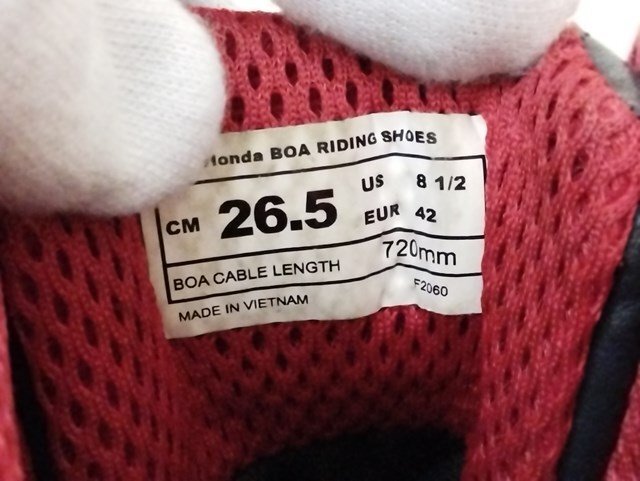 Honda BOA RIDING SHOES
CM 26.5 US 8 1/2
EUR 42
BOA CABLE LENGTH 720mm
MADE IN VIETNAM F2060